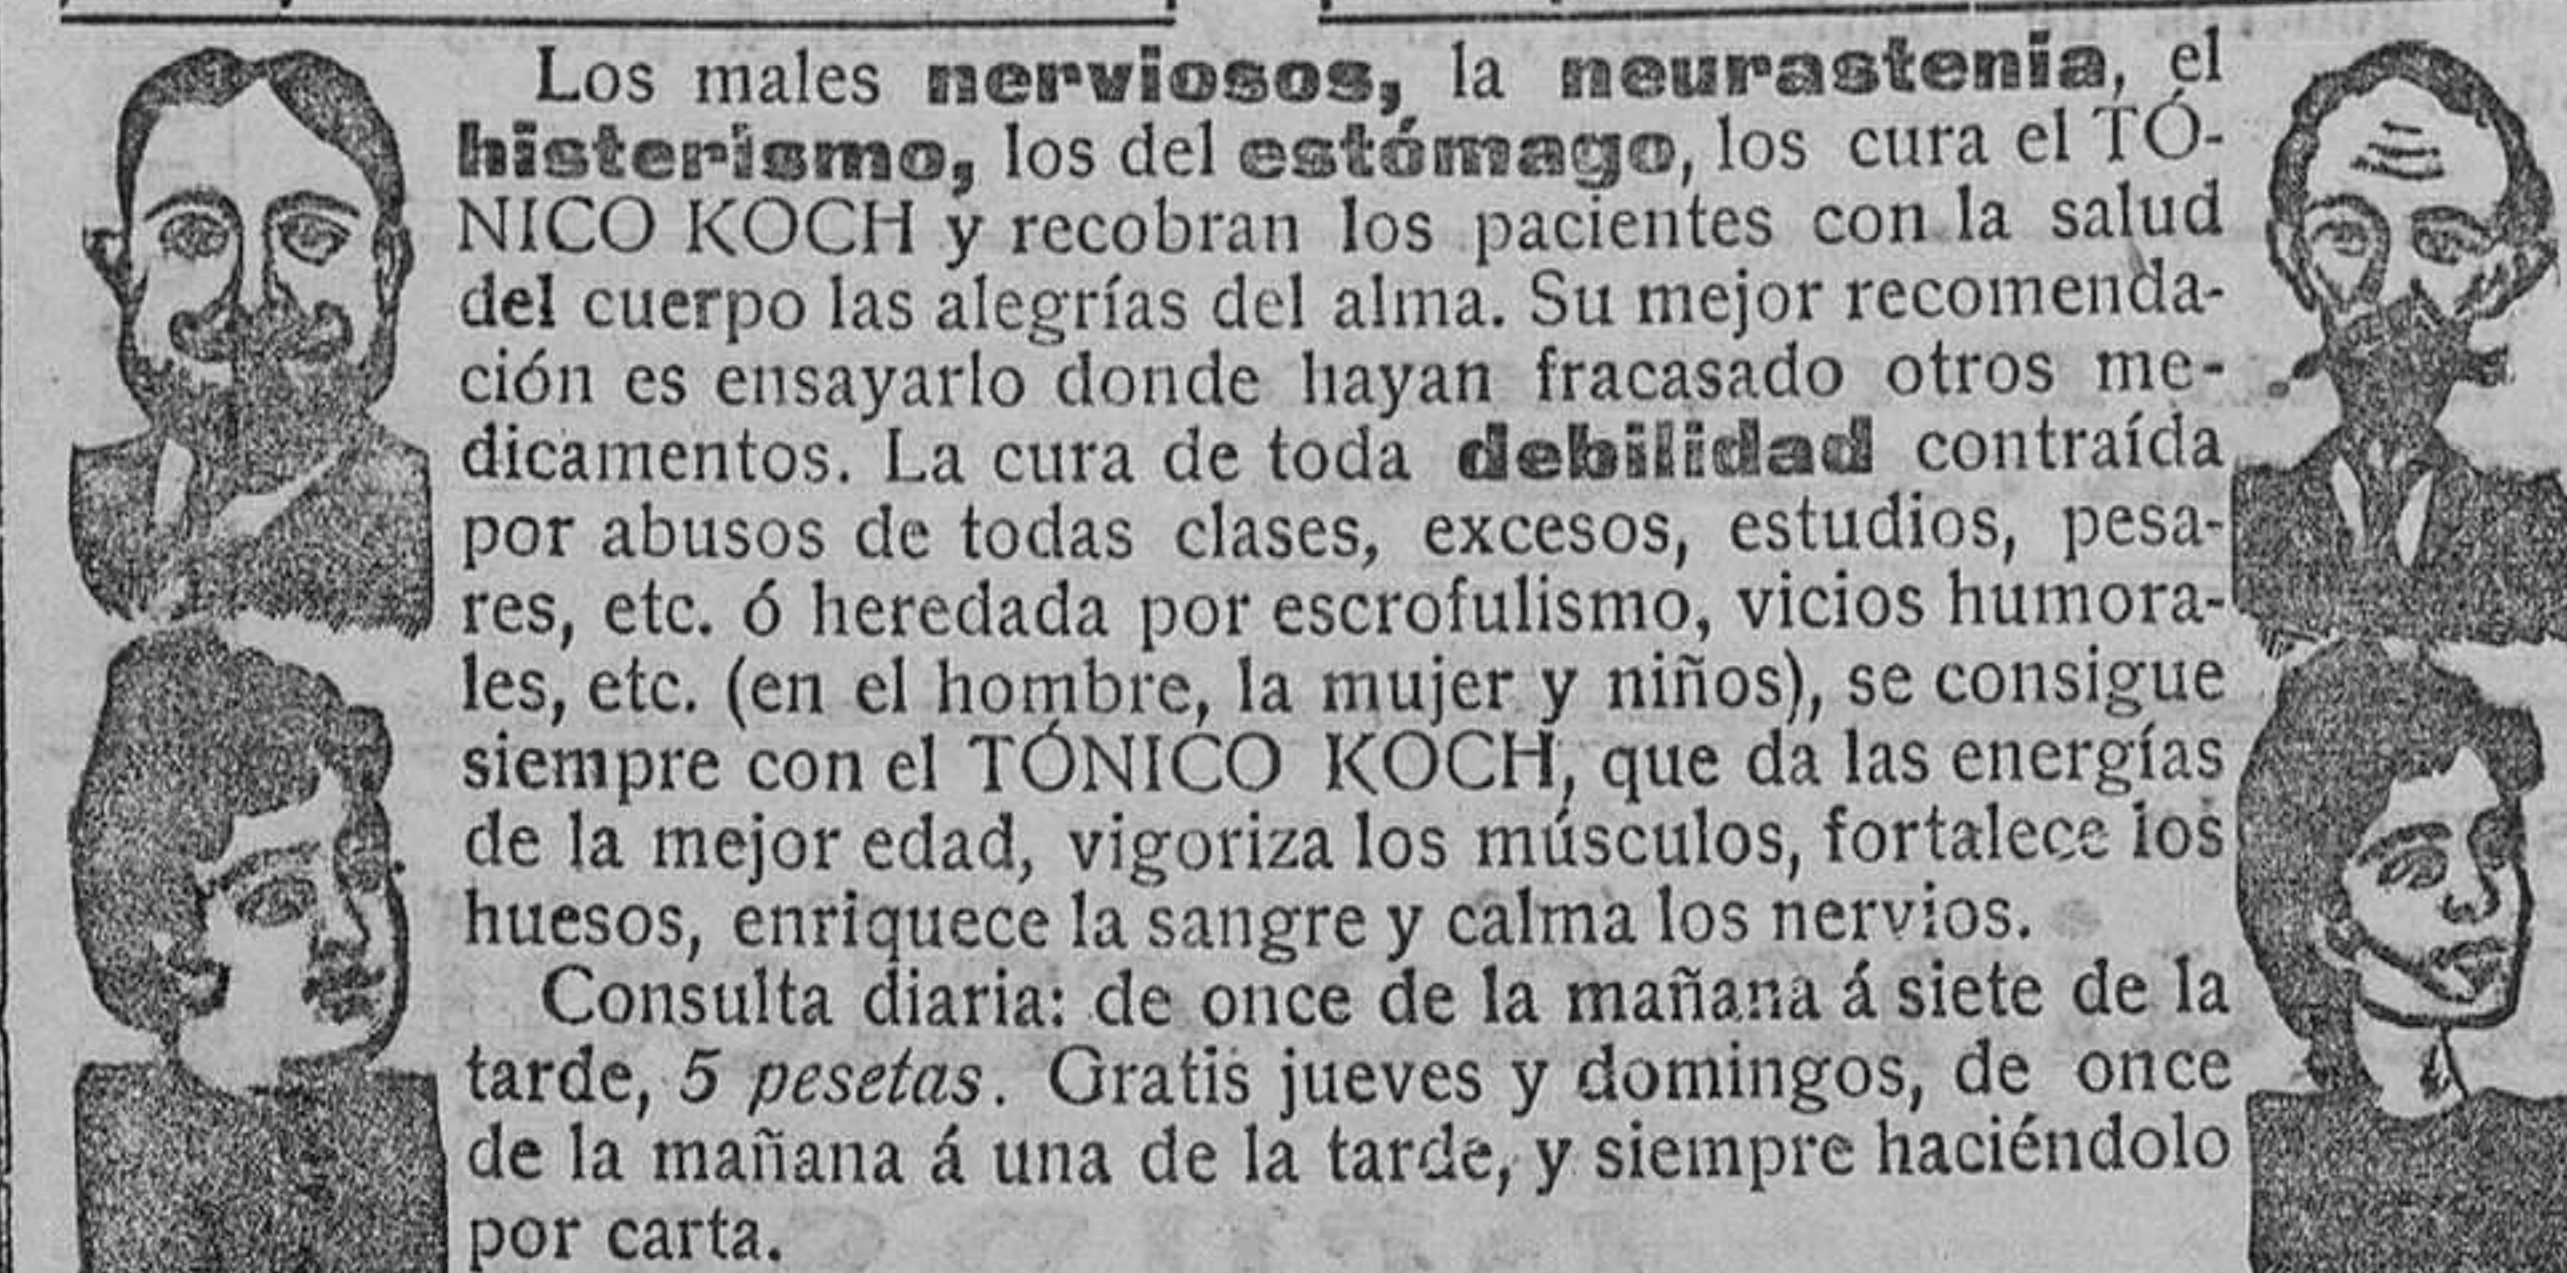 Los males nerviosos, la neurastenia, el
histerismo, los del estómago, los cura el TÓ-
NICO KOCH y recobran los pacientes con la salud
del cuerpo las alegrías del alma. Su mejor recomenda-
ción es ensayarlo donde hayan fracasado otros me-
dicamentos. La cura de toda debilidad contraída
por abusos de todas clases, excesos, estudios, pesa-
res, etc. ó heredada por escrofulismo, vicios humora-
les, etc. (en el hombre, la mujer y niños), se consigue
siempre con el TÓNICO KOCH, que da las energías
de la mejor edad, vigoriza los músculos, fortalece los
huesos, enriquece la sangre y calma los nervios.
Consulta diaria: de once de la mañana á siete de la
tarde, 5 pesetas. Gratis jueves y domingos, de once
de la mañana á una de la tarde, y siempre haciéndolo
por carta.